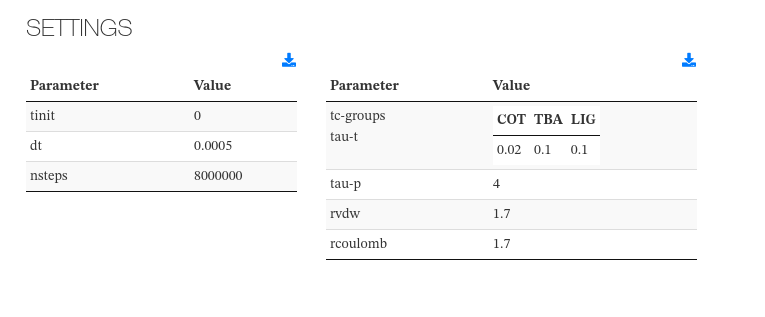 SETTINGS
Parameter Value
tinit 0
dt 0.0005
nsteps 8000000
Parameter Value
tc-groups COT TBA LIG
tau-t 0.02 0.1 0.1
tau-p 4
rvdw 1.7
rcoulomb 1.7